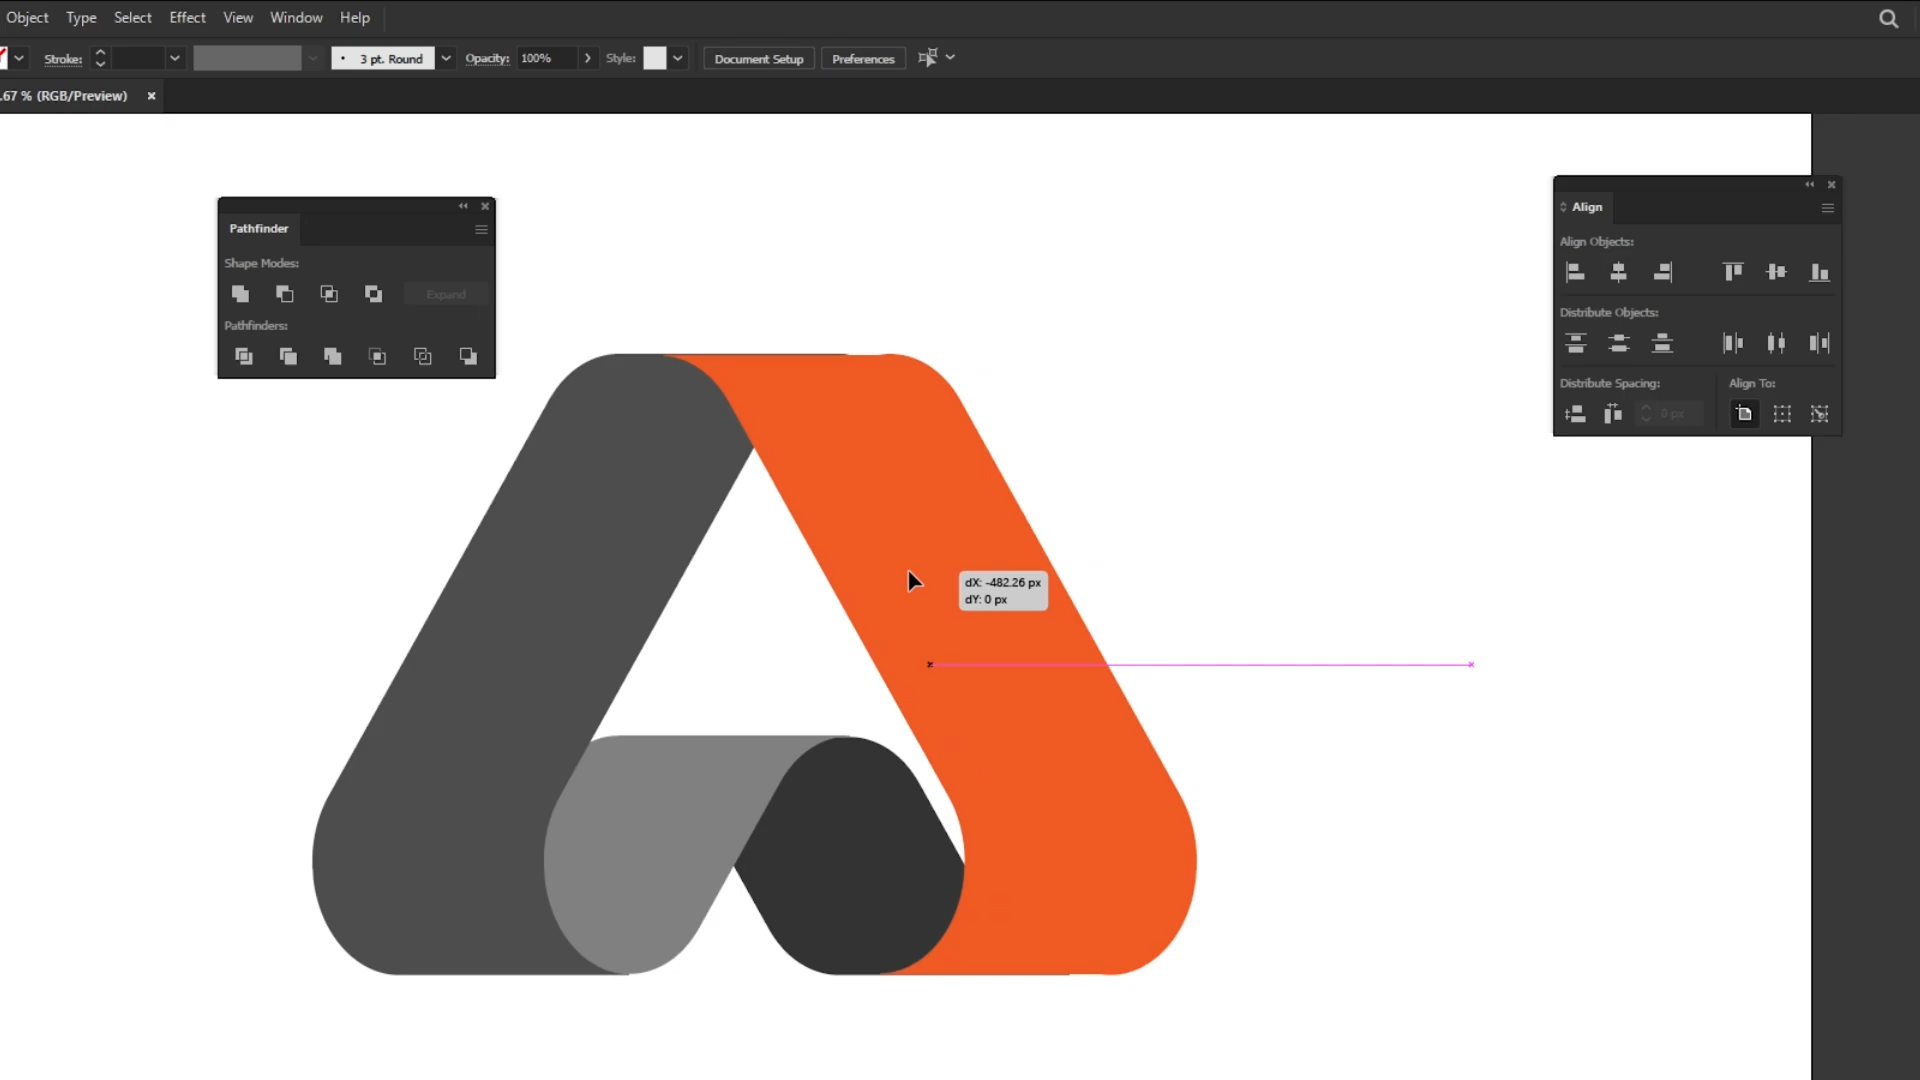 Object Type Select Effect View Window Help
Stroke: 3 pt. Round Opacity: 100% Style: Document Setup Preferences
.67 % (RGB/Preview)
Pathfinder
Shape Modes:
Expand
Pathfinders:
Align
Align Objects:
Distribute Objects:
Distribute Spacing: Align To:
0 px
dX: -482.26 px
dY: 0 px